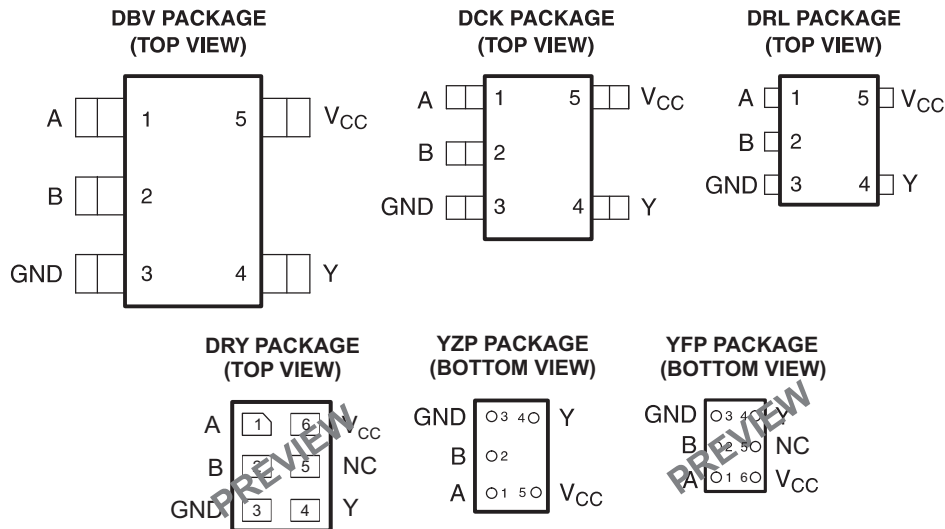 DBV PACKAGE
(TOP VIEW)
A 1 5 VCC
B 2
GND 3 4 Y
DCK PACKAGE
(TOP VIEW)
A 1 5 VCC
B 2
GND 3 4 Y
DRL PACKAGE
(TOP VIEW)
A 1 5 VCC
B 2
GND 3 4 Y
DRY PACKAGE
(TOP VIEW)
A 1 6 VCC
B 2 5 NC
GND 3 4 Y
PREVIEW
YZP PACKAGE
(BOTTOM VIEW)
GND 3 4 Y
B 2
A 1 5 VCC
YFP PACKAGE
(BOTTOM VIEW)
GND 3 4 Y
B 2 5 NC
A 1 6 VCC
PREVIEW